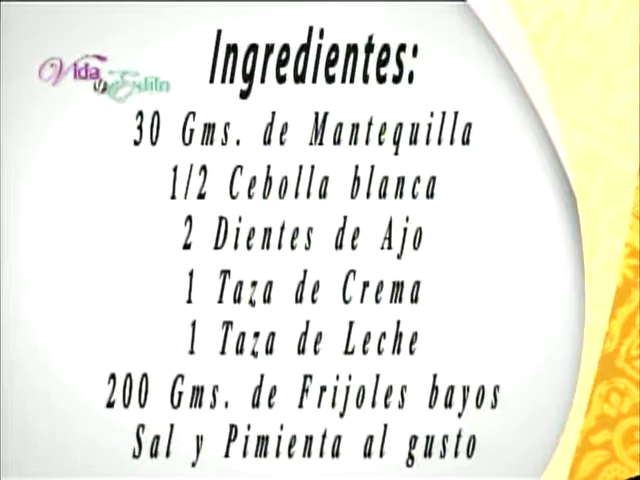 Ingredientes:
Vida y Estilo
30 Gms. de Mantequilla
1/2 Cebolla blanca
2 Dientes de Ajo
1 Taza de Crema
1 Taza de Leche
200 Gms. de Frijoles bayos
Sal y Pimienta al gusto